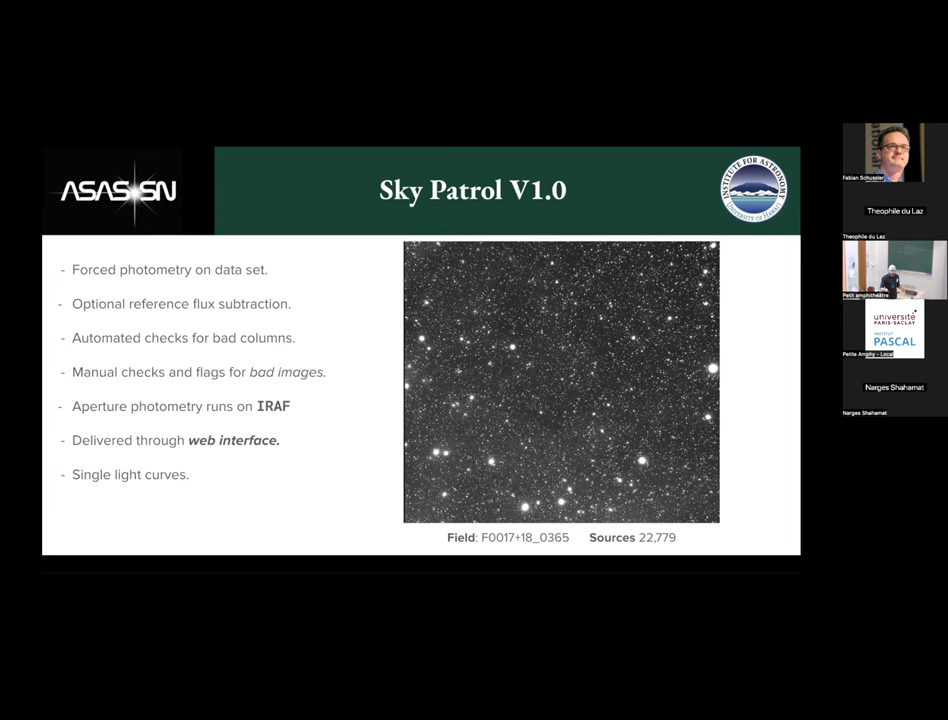 ASAS-SN
Sky Patrol V1.0
INSTITUTE FOR ASTRONOMY
UNIVERSITY OF HAWAI'I
- Forced photometry on data set.
- Optional reference flux subtraction.
- Automated checks for bad columns.
- Manual checks and flags for bad images.
- Aperture photometry runs on IRAF
- Delivered through web interface.
- Single light curves.
Field: F0017+18_0365 Sources 22,779
Fabian Schussler
Theophile du Laz
Theophile du Laz
Petit amphithéâtre
université
PARIS-SACLAY
INSTITUT
PASCAL
Petite Amphy - Local
Narges Shahamat
Narges Shahamat